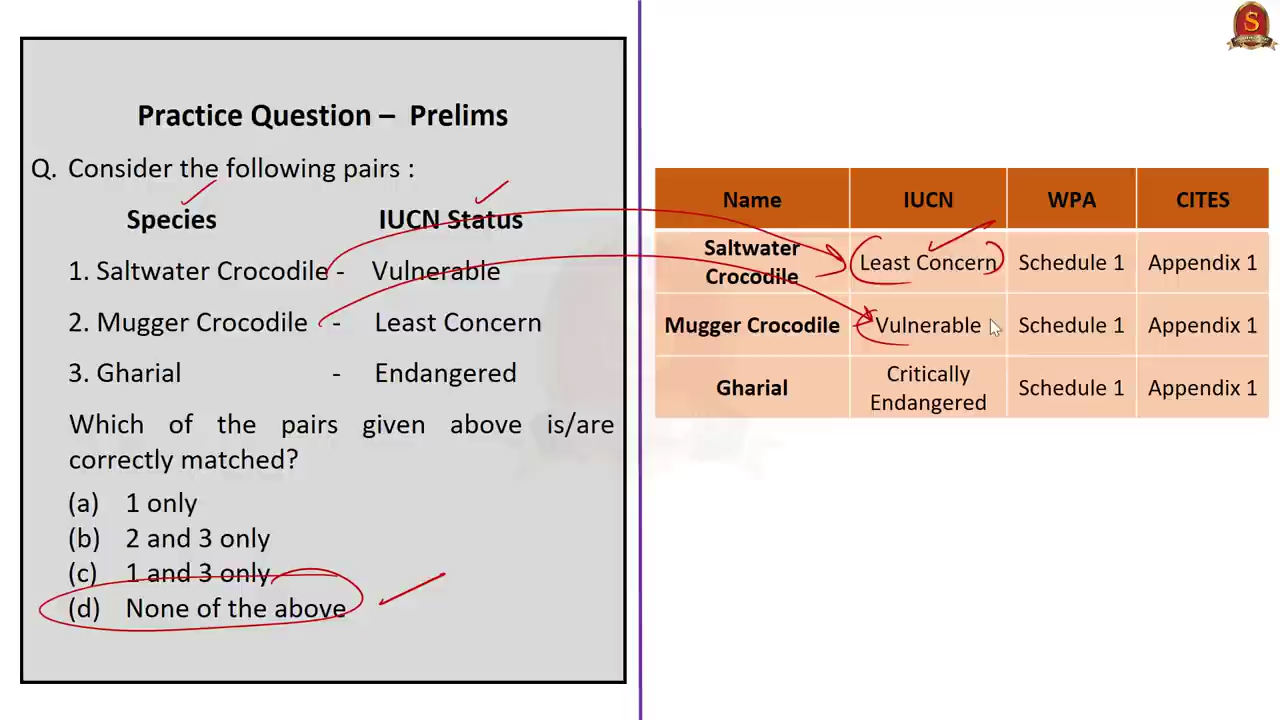 Practice Question – Prelims
Q. Consider the following pairs :
Species IUCN Status
1. Saltwater Crocodile - Vulnerable
2. Mugger Crocodile - Least Concern
3. Gharial - Endangered
Which of the pairs given above is/are
correctly matched?
(a) 1 only
(b) 2 and 3 only
(c) 1 and 3 only
(d) None of the above
Name IUCN WPA CITES
Saltwater
Crocodile Least Concern Schedule 1 Appendix 1
Mugger Crocodile Vulnerable Schedule 1 Appendix 1
Gharial Critically
Endangered Schedule 1 Appendix 1
S